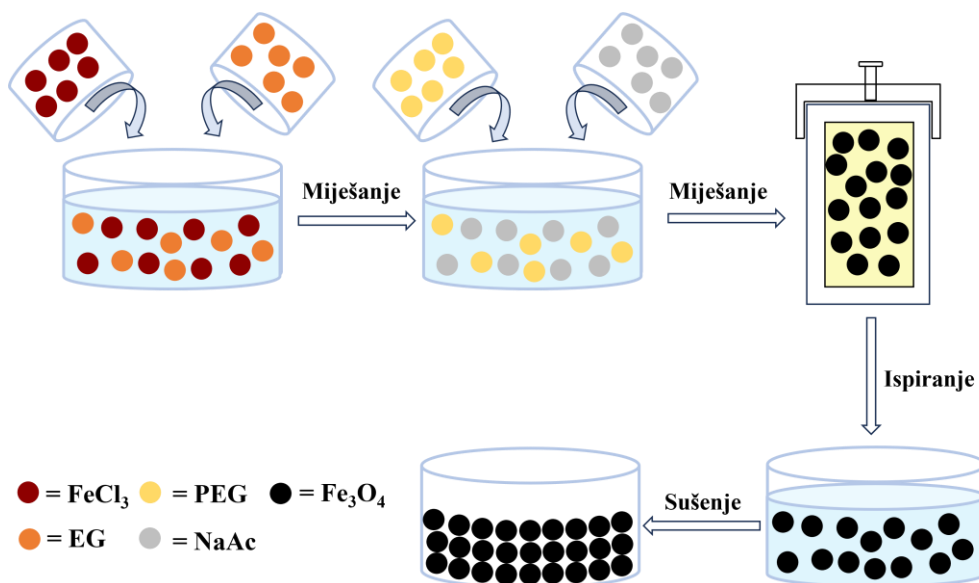 Miješanje
Miješanje
Ispiranje
Sušenje
= FeCl₃
= PEG
= Fe₃O₄
= EG
= NaAc